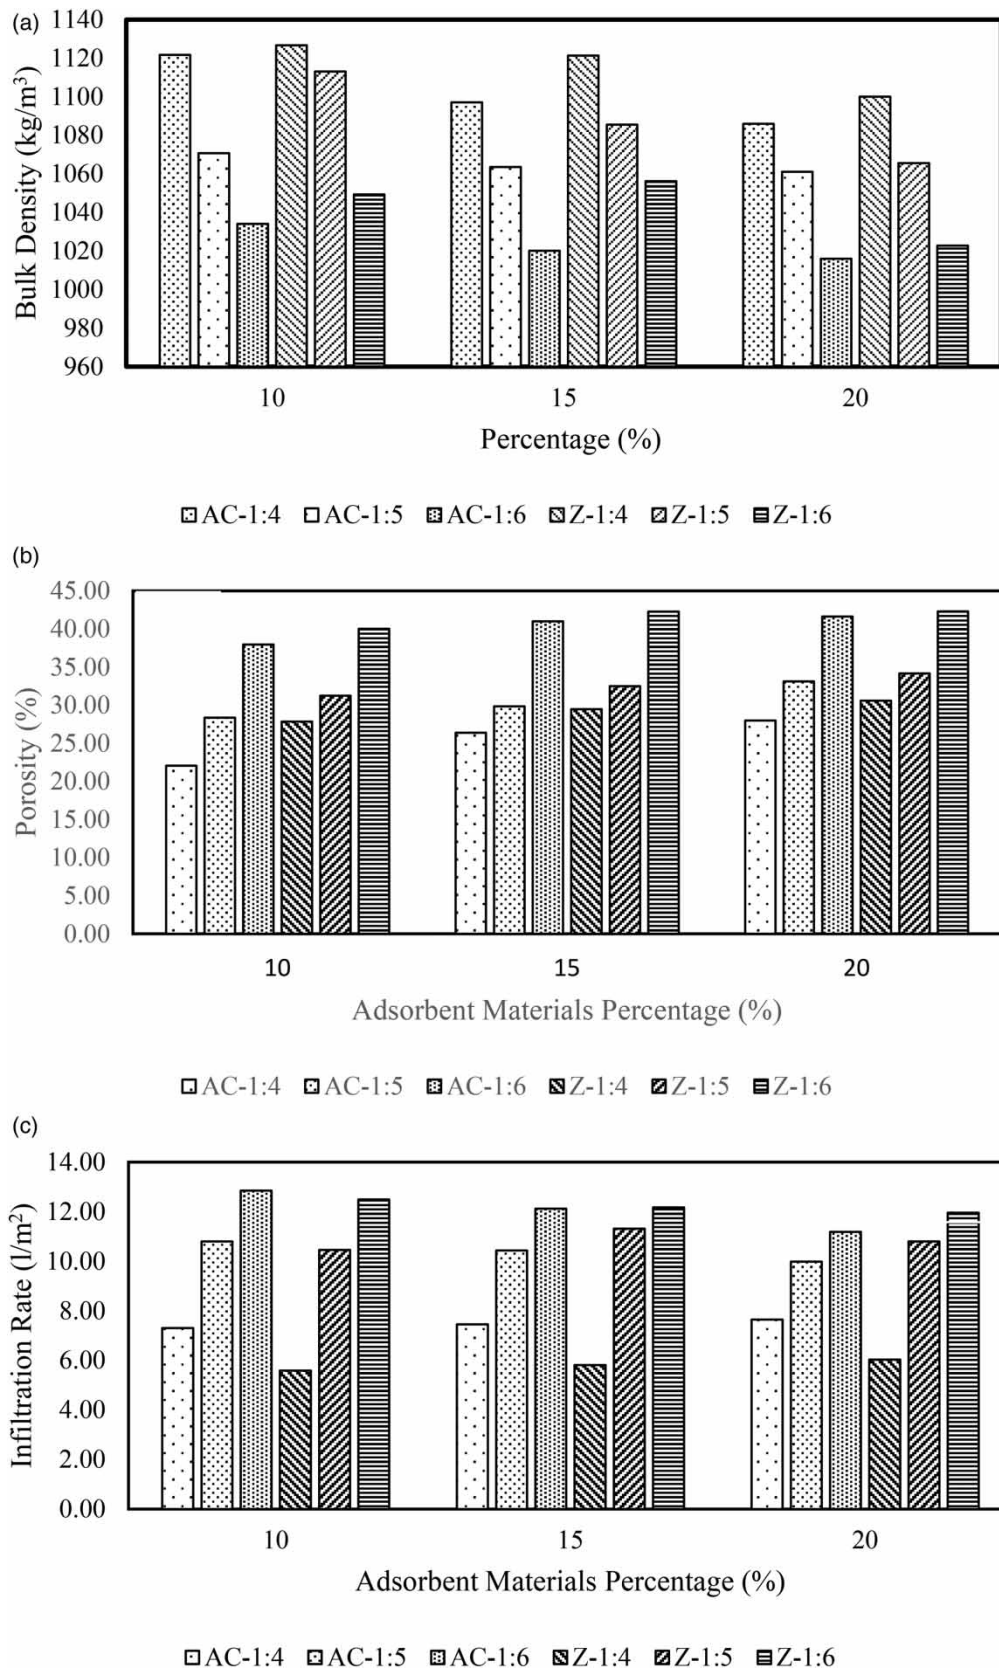 (a)
1140
1120
1100
1080
1060
1040
1020
1000
980
960
Bulk Density (kg/m³)
10 15 20
Percentage (%)
AC-1:4 AC-1:5 AC-1:6 Z-1:4 Z-1:5 Z-1:6
(b)
45.00
40.00
35.00
30.00
25.00
20.00
15.00
10.00
5.00
0.00
Porosity (%)
10 15 20
Adsorbent Materials Percentage (%)
AC-1:4 AC-1:5 AC-1:6 Z-1:4 Z-1:5 Z-1:6
(c)
14.00
12.00
10.00
8.00
6.00
4.00
2.00
0.00
Infiltration Rate (l/m²)
10 15 20
Adsorbent Materials Percentage (%)
AC-1:4 AC-1:5 AC-1:6 Z-1:4 Z-1:5 Z-1:6